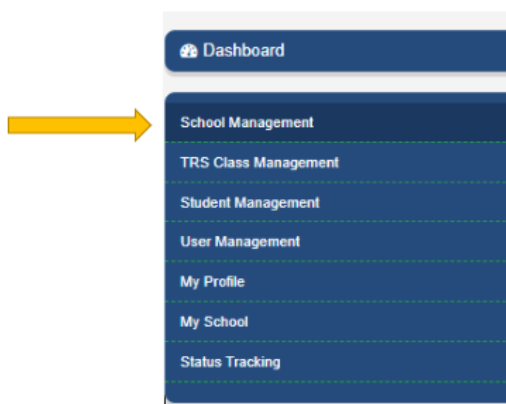 Dashboard
School Management
TRS Class Management
Student Management
User Management
My Profile
My School
Status Tracking